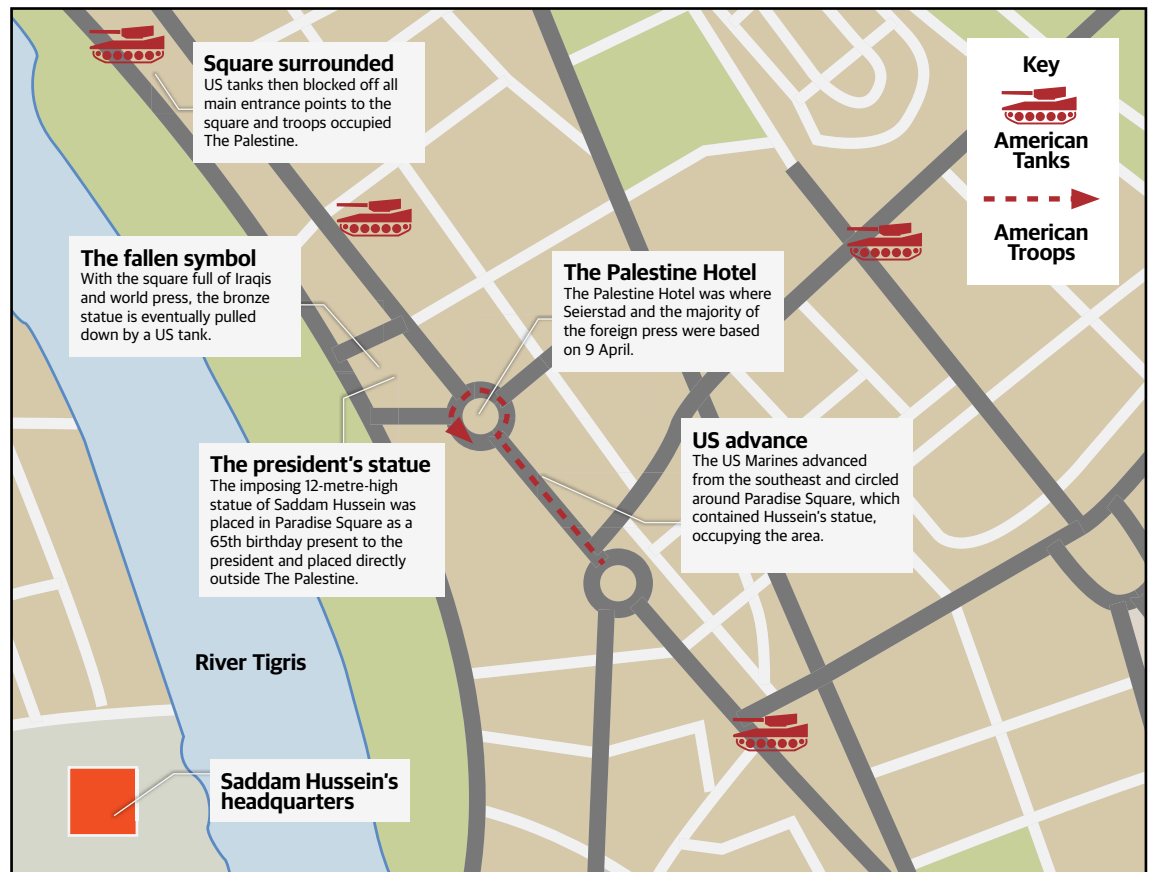 Square surrounded
US tanks then blocked off all
main entrance points to the
square and troops occupied
The Palestine.
Key
American
Tanks
American
Troops
The fallen symbol
With the square full of Iraqis
and world press, the bronze
statue is eventually pulled
down by a US tank.
The Palestine Hotel
The Palestine Hotel was where
Seierstad and the majority of
the foreign press were based
on 9 April.
The president’s statue
The imposing 12-metre-high
statue of Saddam Hussein was
placed in Paradise Square as a
65th birthday present to the
president and placed directly
outside The Palestine.
US advance
The US Marines advanced
from the southeast and circled
around Paradise Square, which
contained Hussein’s statue,
occupying the area.
River Tigris
Saddam Hussein’s
headquarters